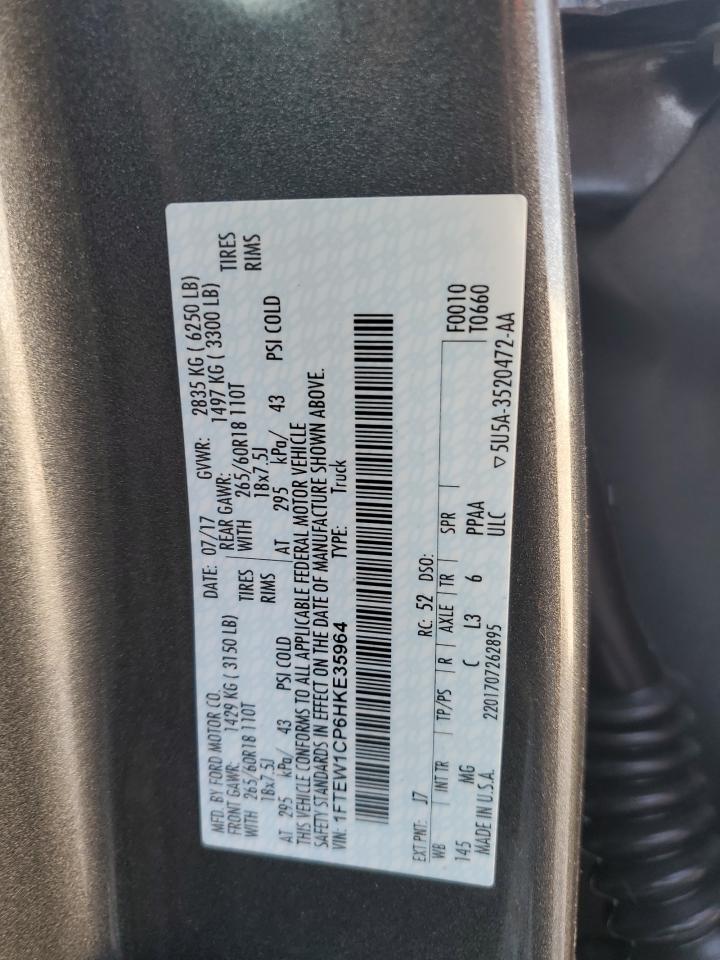 MFD. BY FORD MOTOR CO. DATE: 07/17 GVWR: 2835 KG ( 6250 LB)
FRONT GAWR: 1429 KG ( 3150 LB) REAR GAWR: 1497 KG ( 3300 LB)
WITH 265/60R18 110T TIRES WITH 265/60R18 110T TIRES
18x7.5J RIMS 18x7.5J RIMS
AT 295 kPa/ 43 PSI COLD AT 295 kPa/ 43 PSI COLD
THIS VEHICLE CONFORMS TO ALL APPLICABLE FEDERAL MOTOR VEHICLE
SAFETY STANDARDS IN EFFECT ON THE DATE OF MANUFACTURE SHOWN ABOVE.
VIN: 1FTEW1CP6HKE35964 TYPE: Truck
EXT PNT: J7 RC: 52 DSO:
WB INT TR TP/PS R AXLE TR SPR F0010
145 MG C L3 6 PPAA T0660
MADE IN U.S.A. 2201707262895 ULC ▽5U5A-3520472-AA